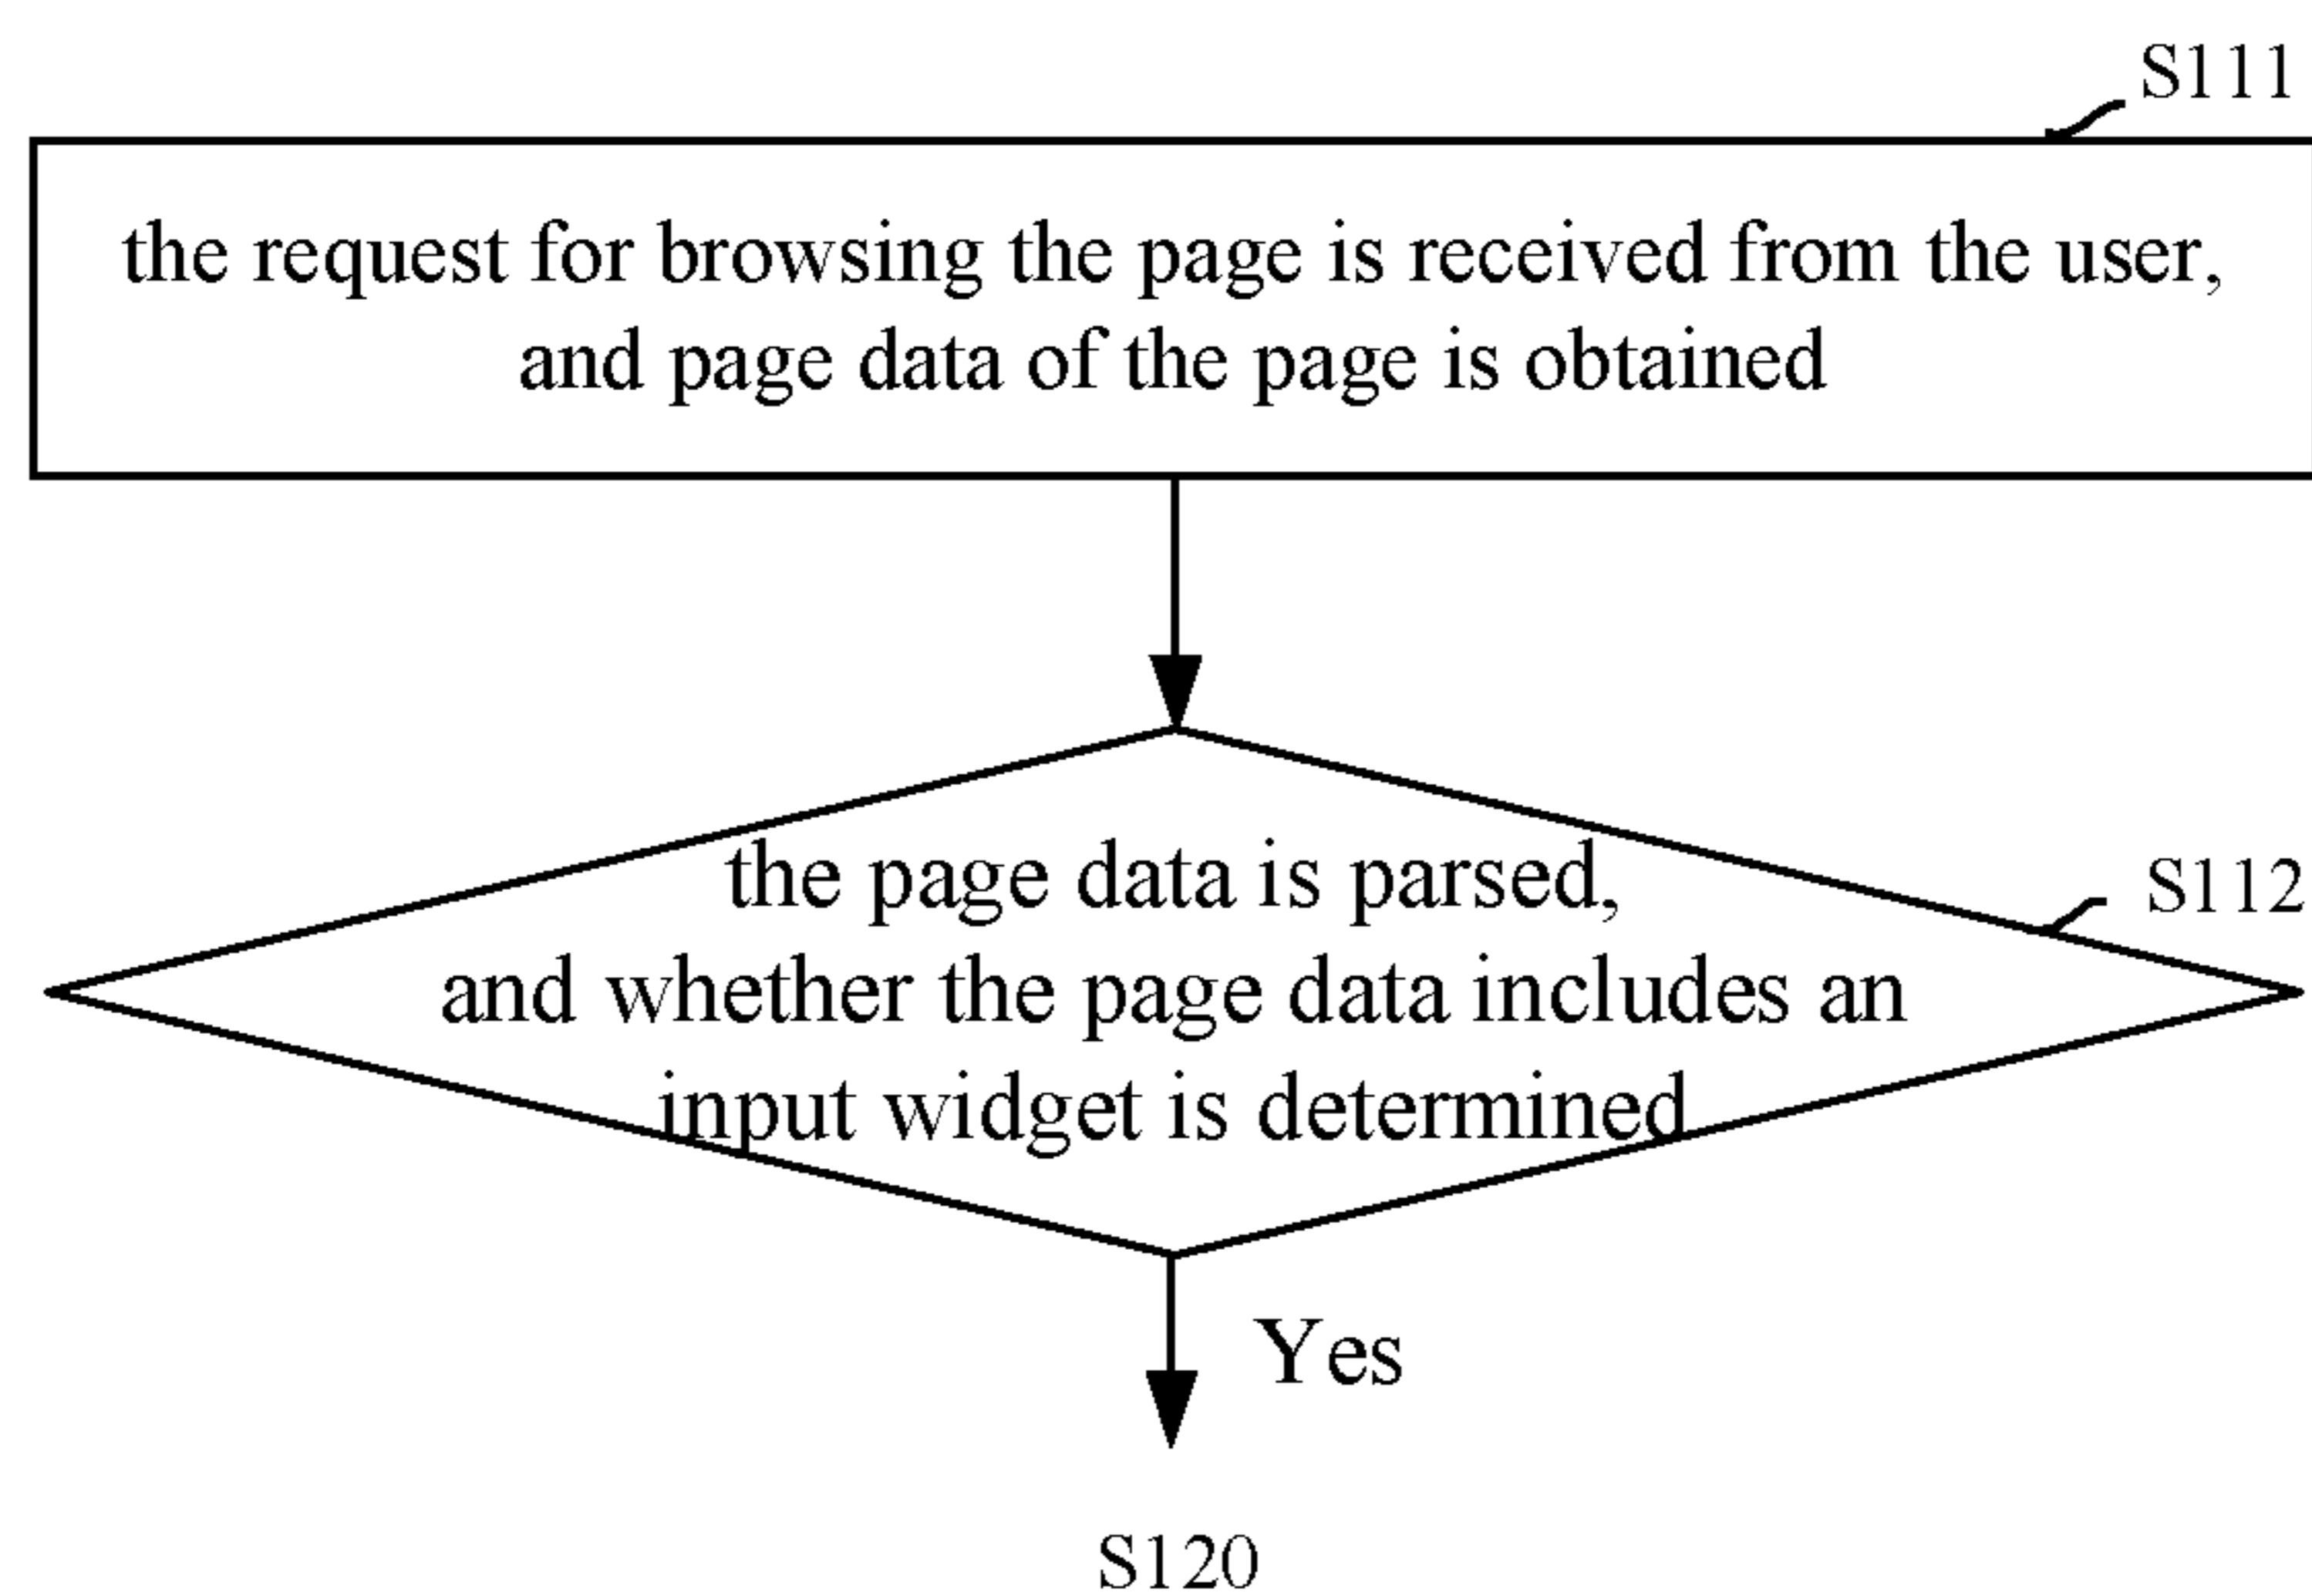 S111
the request for browsing the page is received from the user,
and page data of the page is obtained
the page data is parsed,
S112
and whether the page data includes an
input widget is determined
Yes
S120